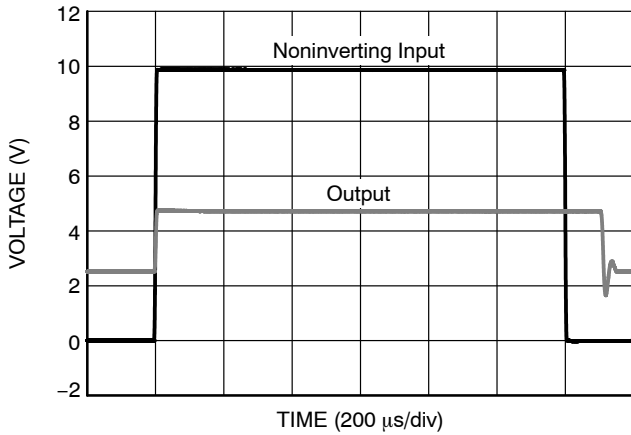 12
10
8
6
4
2
0
−2
VOLTAGE (V)
Noninverting Input
Output
TIME (200 μs/div)